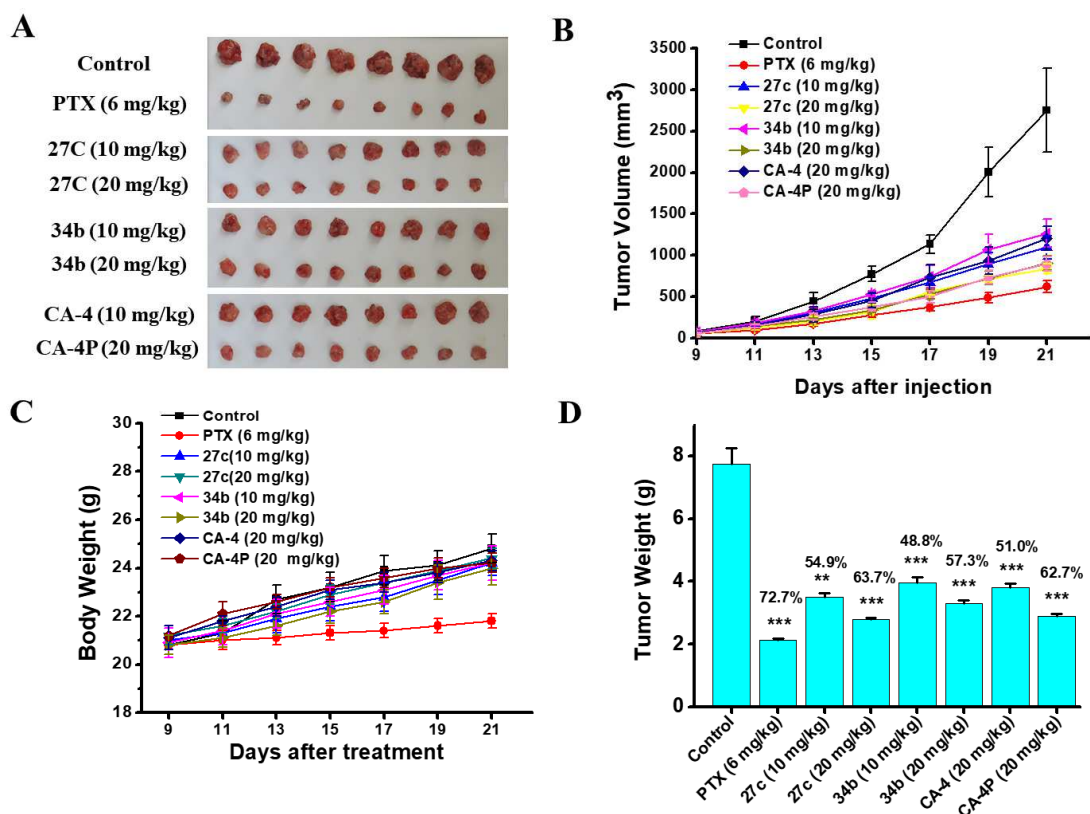 A
Control
PTX (6 mg/kg)
27C (10 mg/kg)
27C (20 mg/kg)
34b (10 mg/kg)
34b (20 mg/kg)
CA-4 (10 mg/kg)
CA-4P (20 mg/kg)
B
3500
3000
2500
2000
1500
1000
500
0
Tumor Volume (mm3)
Control
PTX (6 mg/kg)
27c (10 mg/kg)
27c (20 mg/kg)
34b (10 mg/kg)
34b (20 mg/kg)
CA-4 (20 mg/kg)
CA-4P (20 mg/kg)
9 11 13 15 17 19 21
Days after injection
C
30
28
26
24
22
20
18
Body Weight (g)
Control
PTX (6 mg/kg)
27c(10 mg/kg)
27c(20 mg/kg)
34b (10 mg/kg)
34b (20 mg/kg)
CA-4 (20 mg/kg)
CA-4P (20 mg/kg)
9 11 13 15 17 19 21
Days after treatment
D
8
6
4
2
0
Tumor Weight (g)
72.7%
***
54.9%
**
63.7%
***
48.8%
***
57.3%
***
51.0%
***
62.7%
***
Control
PTX (6 mg/kg)
27c (10 mg/kg)
27c (20 mg/kg)
34b (10 mg/kg)
34b (20 mg/kg)
CA-4 (20 mg/kg)
CA-4P (20 mg/kg)